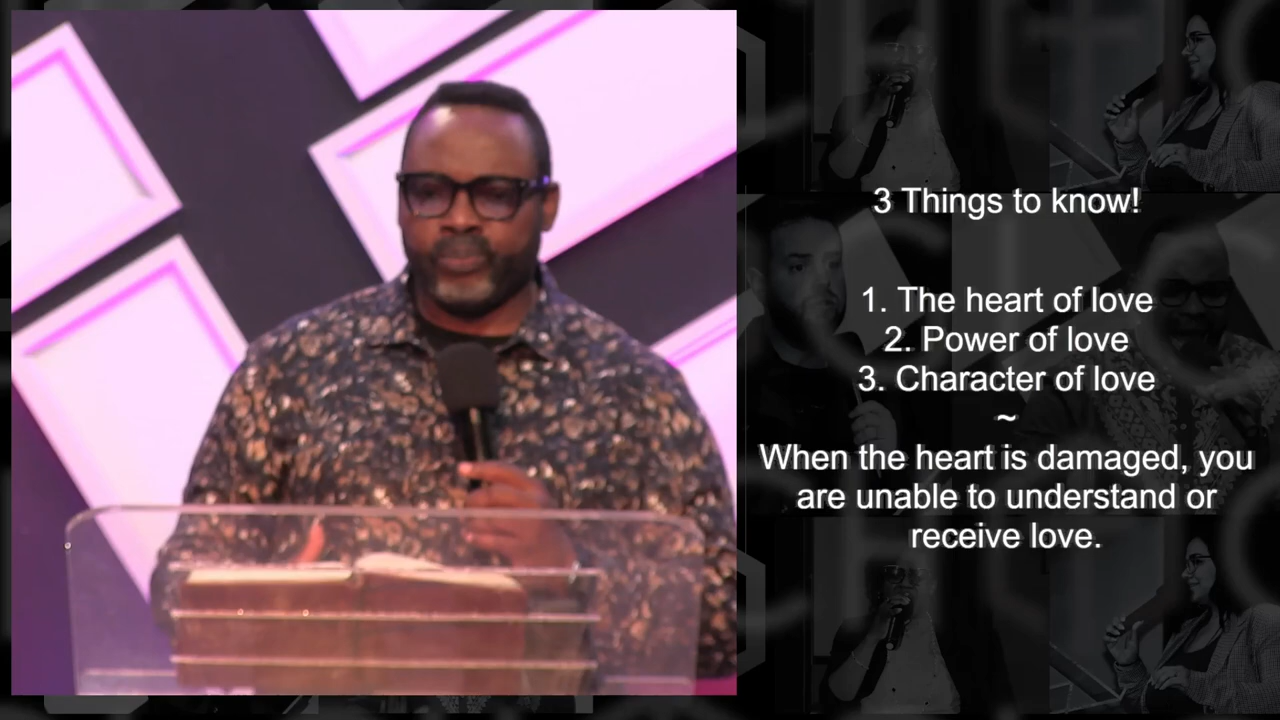 3 Things to know!
1. The heart of love
2. Power of love
3. Character of love
~
When the heart is damaged, you
are unable to understand or
receive love.